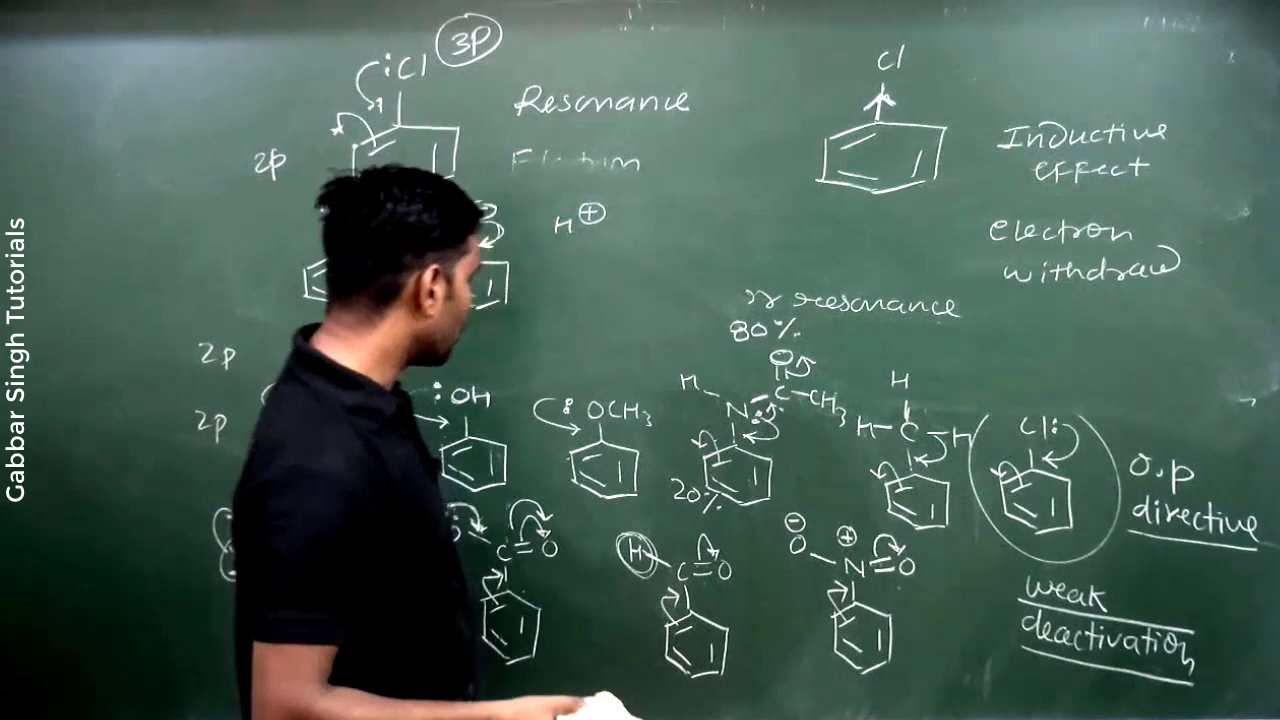 Gabbar Singh Tutorials
:Cl
3P
Resonance
2p
H⊕
Cl
Inductive
effect
electron
withdraw
resonance
80%
2p
2p
:OH
:OCH3
H
N:
C
O
CH3
20%
H
H
C
H
Cl:
o,p
directive
C=O
H
C=O
⊖
O
⊕
N=O
weak
deactivation